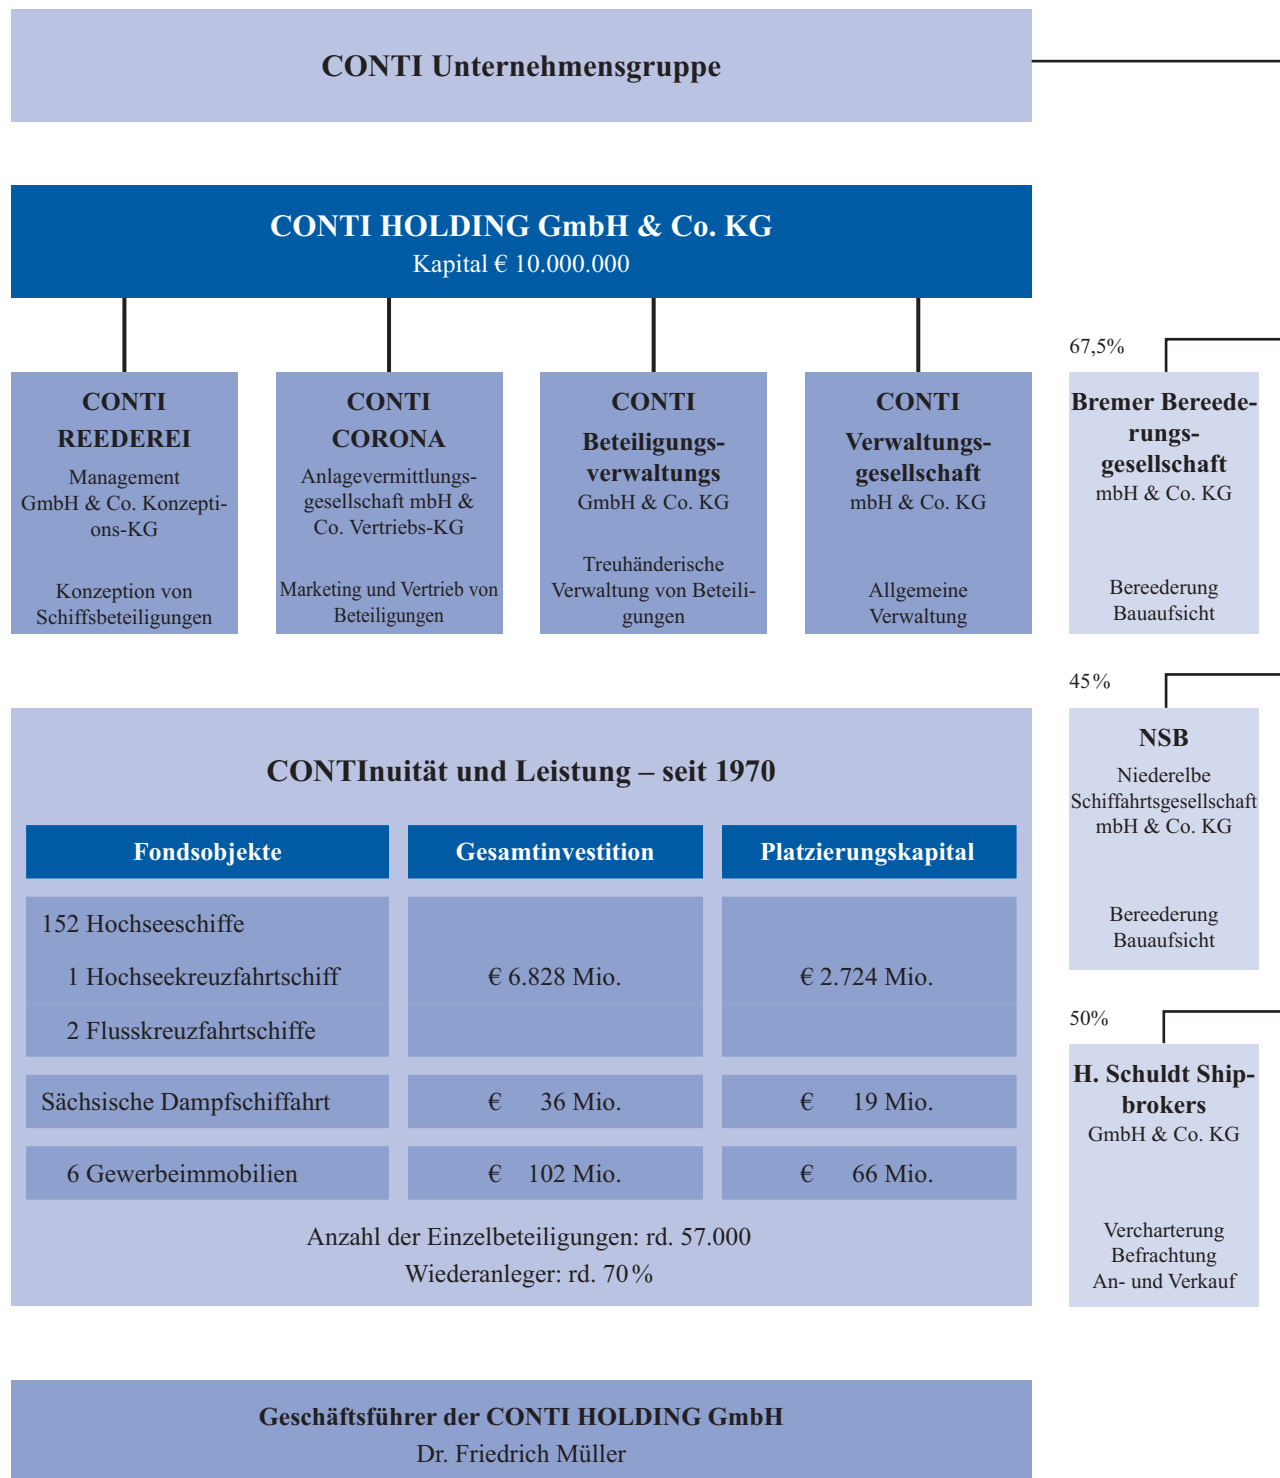 CONTI Unternehmensgruppe
CONTI HOLDING GmbH & Co. KG
Kapital € 10.000.000
CONTI
REEDEREI
Management
GmbH & Co. Konzepti-
ons-KG
Konzeption von
Schiffsbeteiligungen
CONTI
CORONA
Anlagevermittlungs-
gesellschaft mbH &
Co. Vertriebs-KG
Marketing und Vertrieb von
Beteiligungen
CONTI
Beteiligungs-
verwaltungs
GmbH & Co. KG
Treuhänderische
Verwaltung von Beteili-
gungen
CONTI
Verwaltungs-
gesellschaft
mbH & Co. KG
Allgemeine
Verwaltung
67,5%
Bremer Bereede-
rungs-
gesellschaft
mbH & Co. KG
Bereederung
Bauaufsicht
45%
NSB
Niederelbe
Schiffahrtsgesellschaft
mbH & Co. KG
Bereederung
Bauaufsicht
50%
H. Schuldt Ship-
brokers
GmbH & Co. KG
Vercharterung
Befrachtung
An- und Verkauf
CONTInuität und Leistung – seit 1970
Fondsobjekte Gesamtinvestition Platzierungskapital
152 Hochseeschiffe
1 Hochseekreuzfahrtschiff € 6.828 Mio. € 2.724 Mio.
2 Flusskreuzfahrtschiffe
Sächsische Dampfschiffahrt € 36 Mio. € 19 Mio.
6 Gewerbeimmobilien € 102 Mio. € 66 Mio.
Anzahl der Einzelbeteiligungen: rd. 57.000
Wiederanleger: rd. 70%
Geschäftsführer der CONTI HOLDING GmbH
Dr. Friedrich Müller